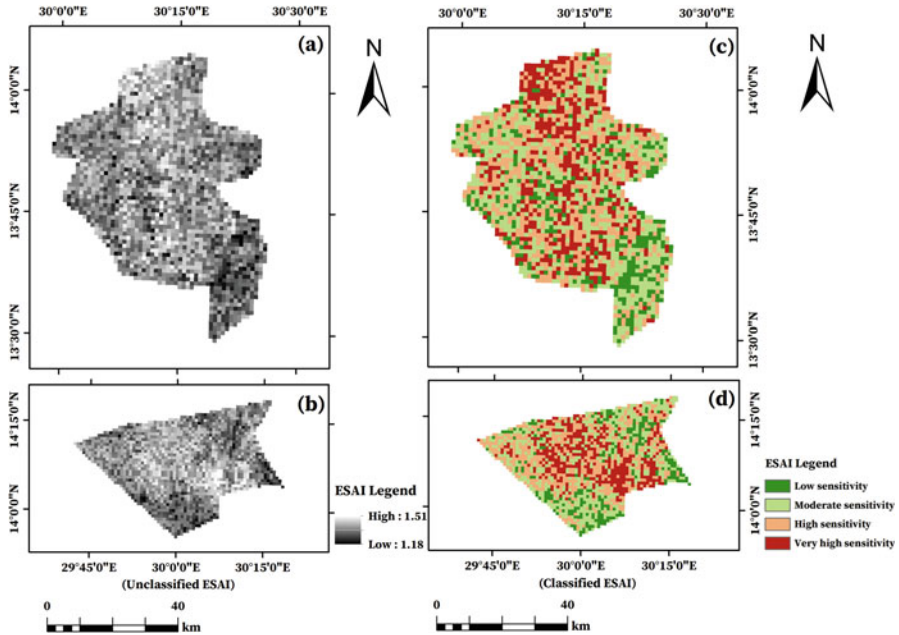 30°0'0"E 30°15'0"E 30°30'0"E
30°0'0"E 30°15'0"E 30°30'0"E
(a)
N
(c)
N
14°0'0"N
13°45'0"N
13°30'0"N
14°0'0"N
13°45'0"N
13°30'0"N
(b)
14°15'0"N
14°0'0"N
ESAI Legend
High : 1.51
Low : 1.18
29°45'0"E 30°0'0"E 30°15'0"E
(Unclassified ESAI)
0 20 40
km
(d)
14°15'0"N
14°0'0"N
ESAI Legend
Low sensitivity
Moderate sensitivity
High sensitivity
Very high sensitivity
29°45'0"E 30°0'0"E 30°15'0"E
(Classified ESAI)
0 20 40
km